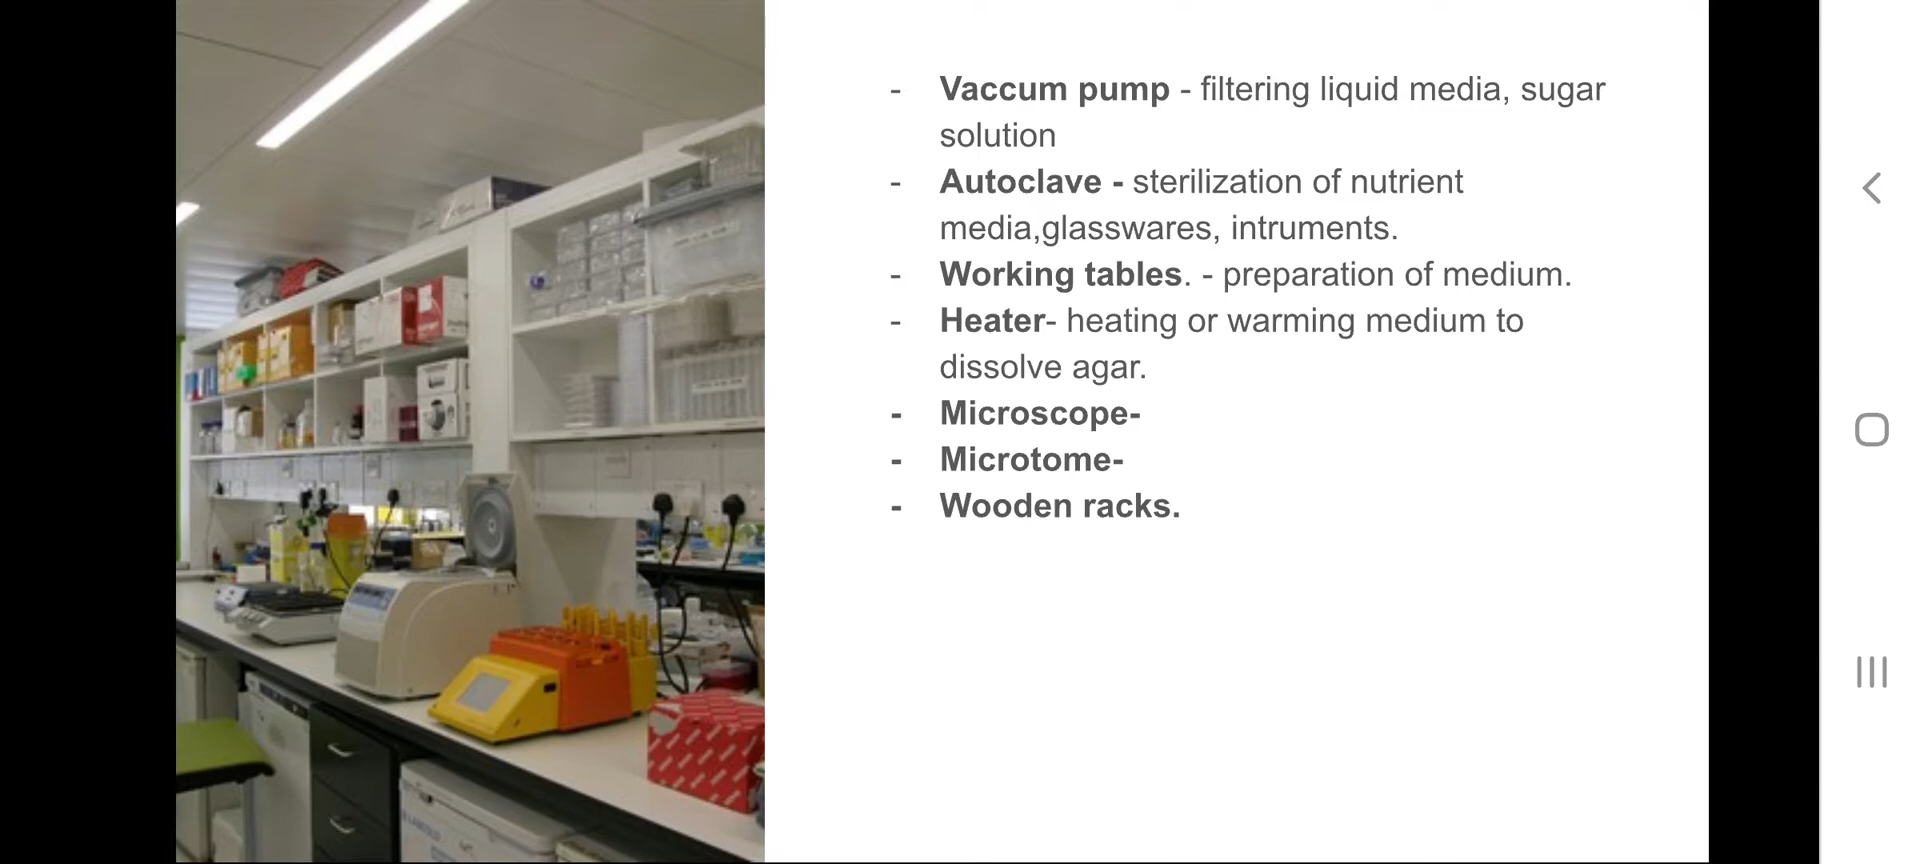 - Vaccum pump - filtering liquid media, sugar
solution
- Autoclave - sterilization of nutrient
media,glasswares, intruments.
- Working tables. - preparation of medium.
- Heater- heating or warming medium to
dissolve agar.
- Microscope-
- Microtome-
- Wooden racks.